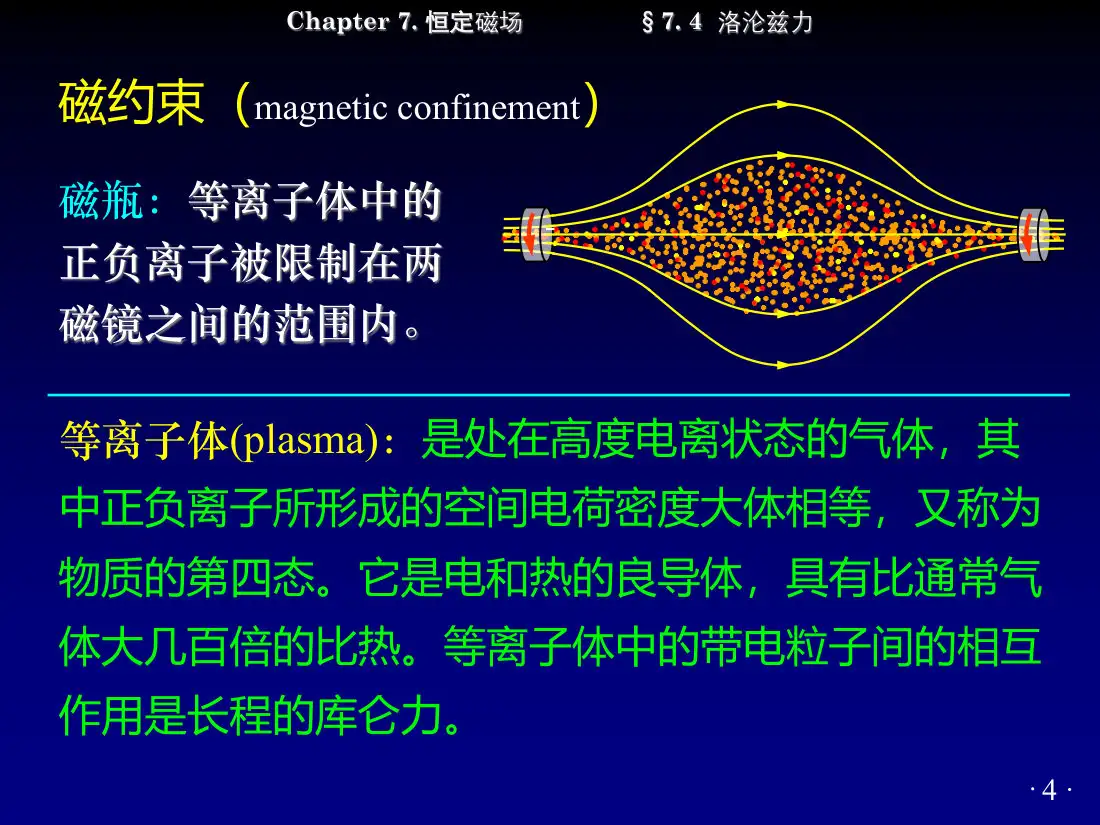 Chapter 7. 恒定磁场 §7.4 洛沦兹力
磁约束（magnetic confinement）
磁瓶：等离子体中的
正负离子被限制在两
磁镜之间的范围内。
等离子体(plasma)：是处在高度电离状态的气体，其
中正负离子所形成的空间电荷密度大体相等，又称为
物质的第四态。它是电和热的良导体，具有比通常气
体大几百倍的比热。等离子体中的带电粒子间的相互
作用是长程的库仑力。
·4·